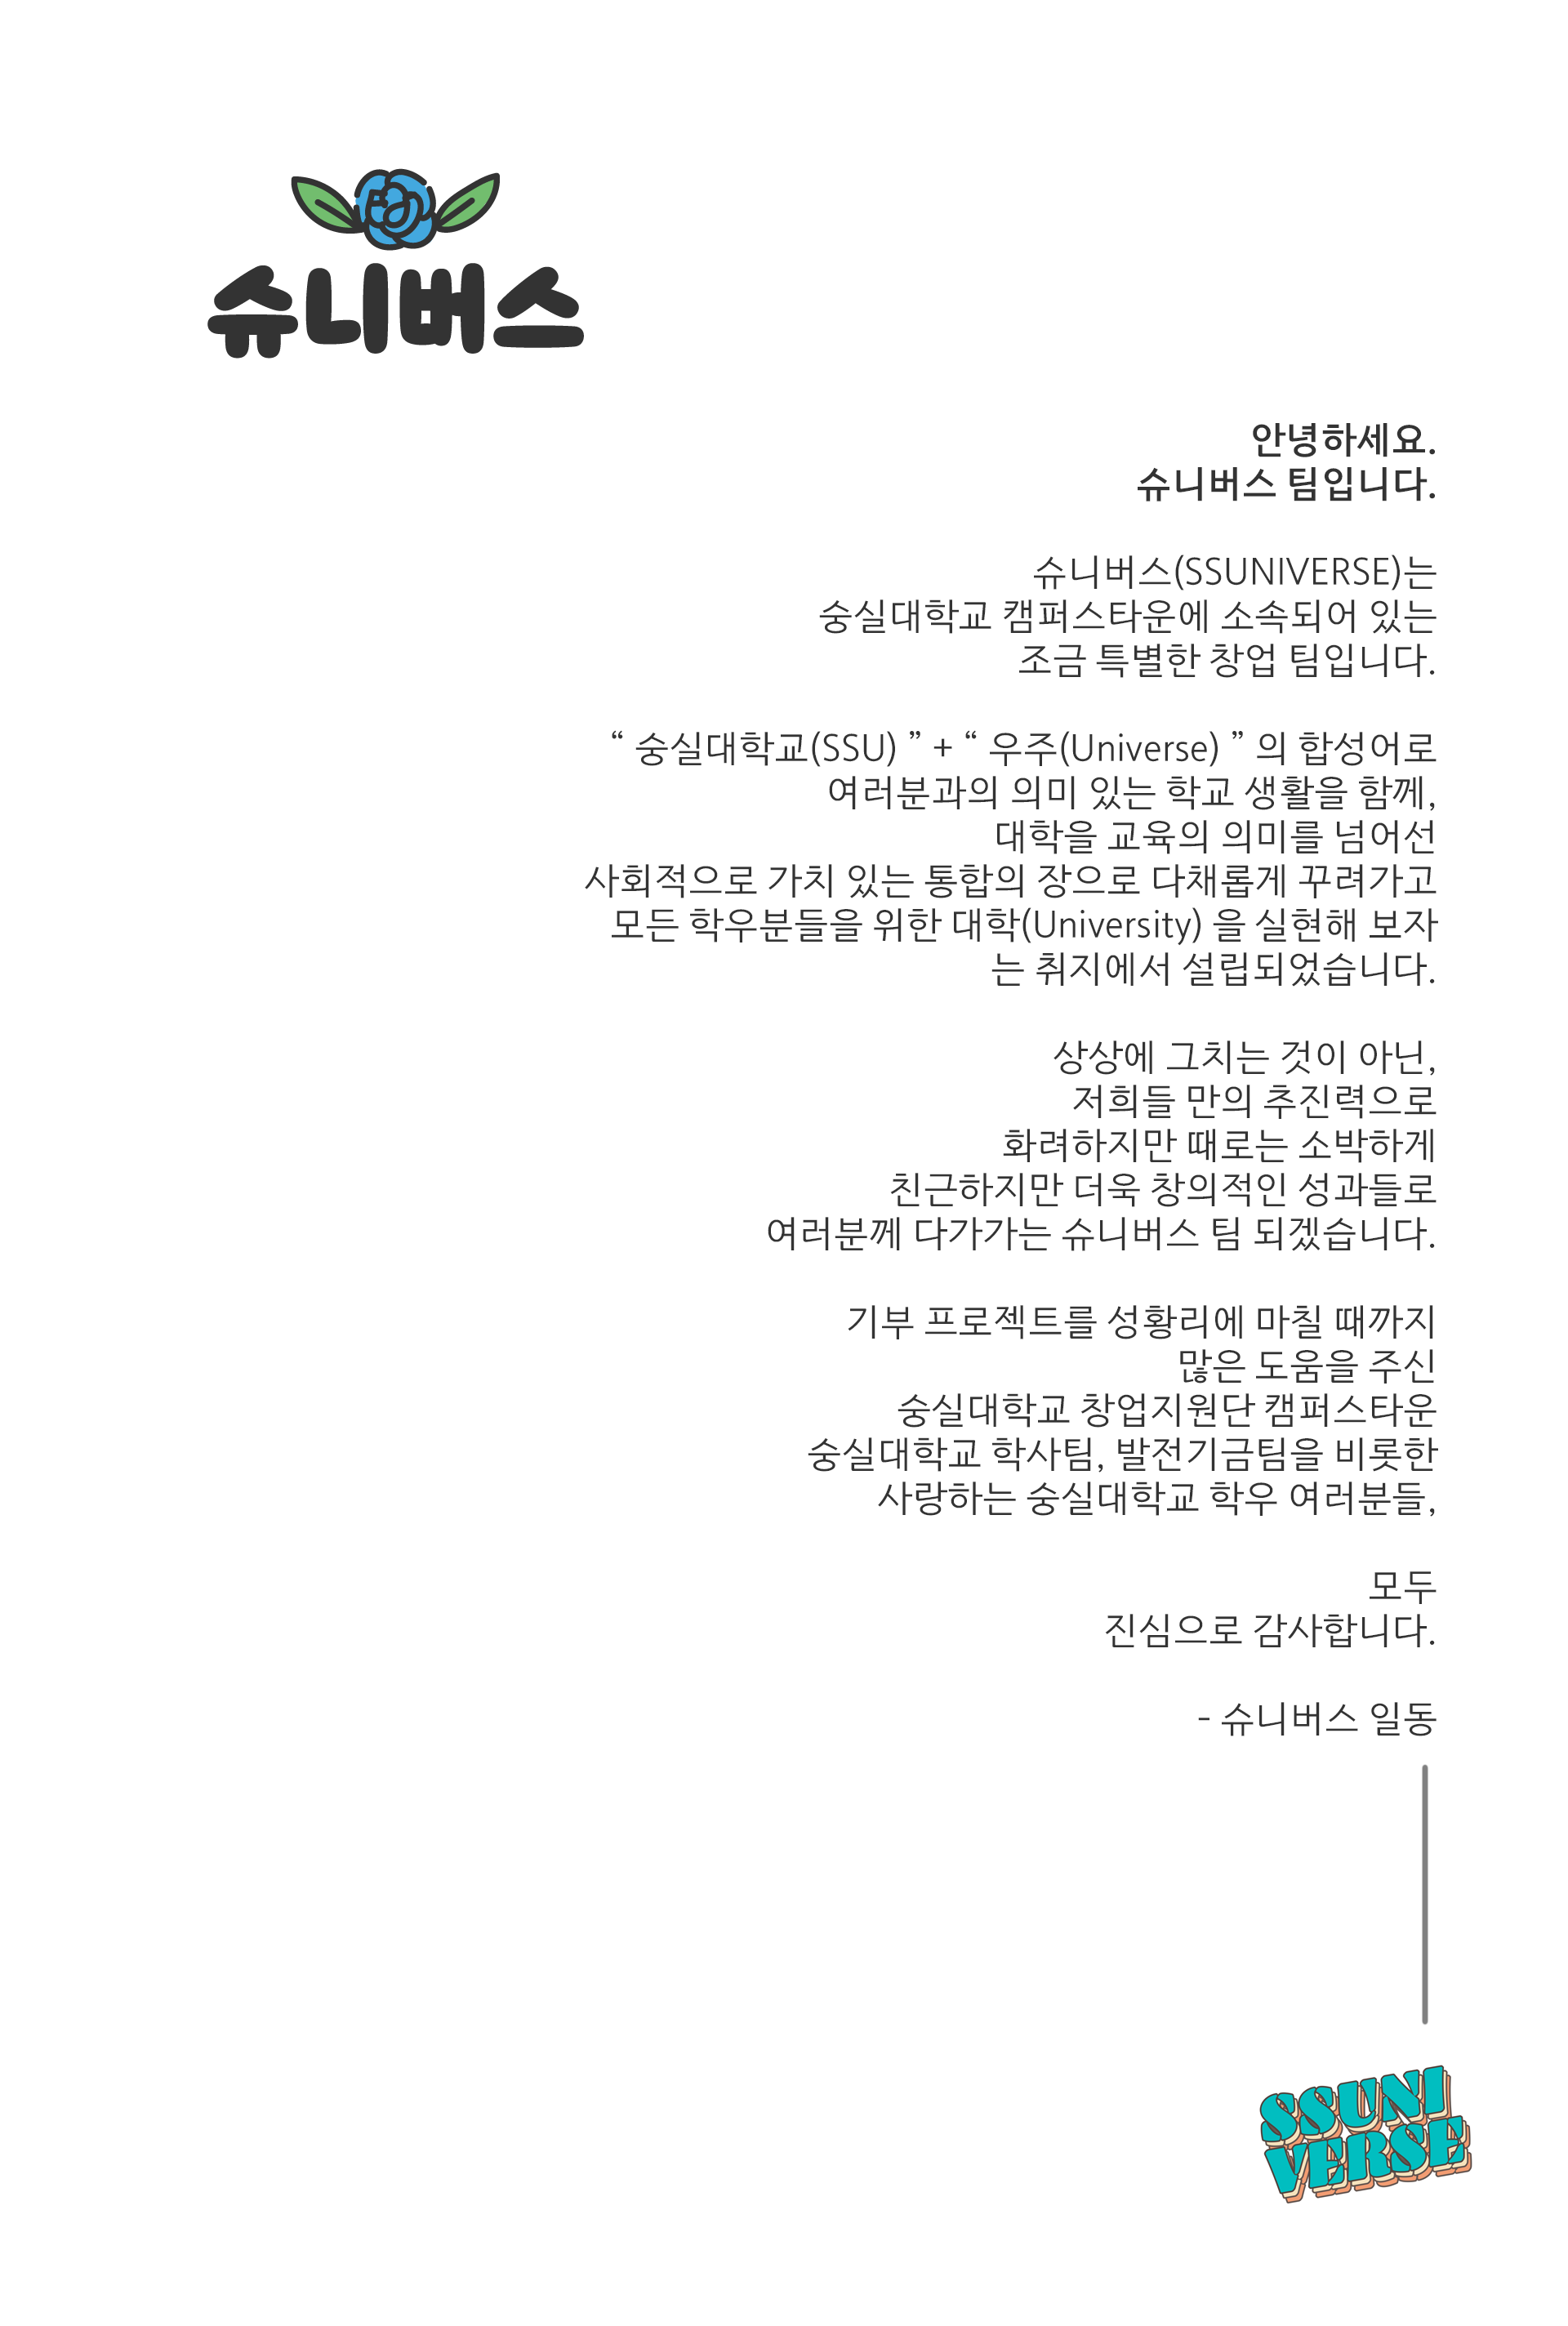 슈니버스
안녕하세요.
슈니버스 팀입니다.
슈니버스(SSUNIVERSE)는
숭실대학교 캠퍼스타운에 소속되어 있는
조금 특별한 창업 팀입니다.
“ 숭실대학교(SSU) ” + “ 우주(Universe) ” 의 합성어로
여러분과의 의미 있는 학교 생활을 함께,
대학을 교육의 의미를 넘어선
사회적으로 가치 있는 통합의 장으로 다채롭게 꾸려가고
모든 학우분들을 위한 대학(University) 을 실현해 보자
는 취지에서 설립되었습니다.
상상에 그치는 것이 아닌,
저희들 만의 추진력으로
화려하지만 때로는 소박하게
친근하지만 더욱 창의적인 성과들로
여러분께 다가가는 슈니버스 팀 되겠습니다.
기부 프로젝트를 성황리에 마칠 때까지
많은 도움을 주신
숭실대학교 창업지원단 캠퍼스타운
숭실대학교 학사팀, 발전기금팀을 비롯한
사랑하는 숭실대학교 학우 여러분들,
모두
진심으로 감사합니다.
- 슈니버스 일동
SSUNI
VERSE